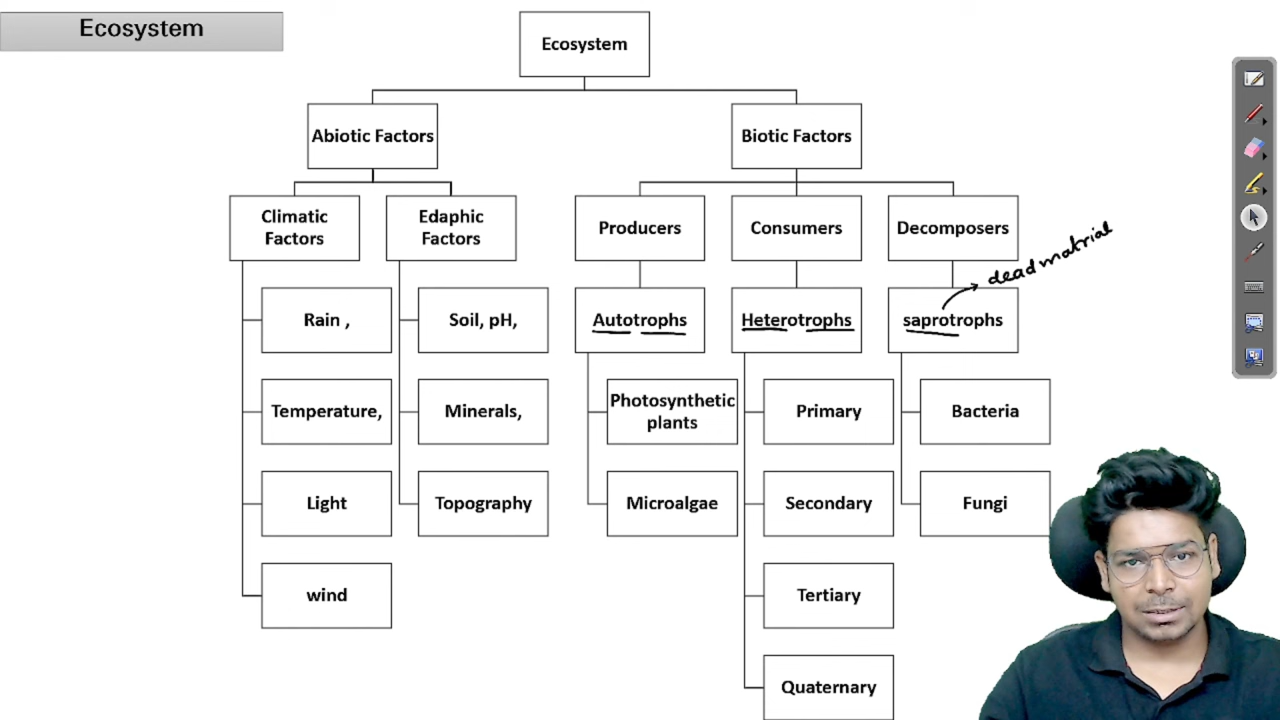 Ecosystem
Ecosystem
Abiotic Factors
Biotic Factors
Climatic
Factors
Edaphic
Factors
Producers
Consumers
Decomposers
dead matrial
Rain ,
Soil, pH,
Autotrophs
Heterotrophs
saprotrophs
Temperature,
Minerals,
Photosynthetic
plants
Primary
Bacteria
Light
Topography
Microalgae
Secondary
Fungi
wind
Tertiary
Quaternary